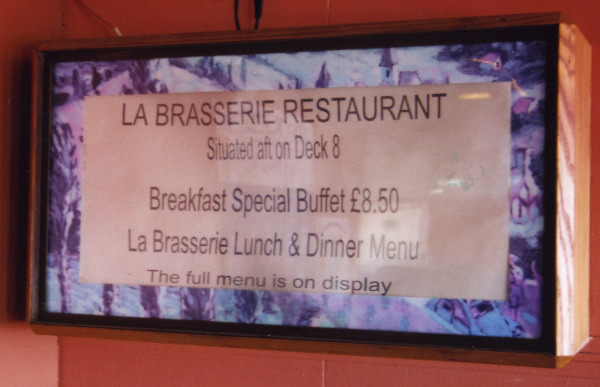 LA BRASSERIE RESTAURANT
Situated aft on Deck 8
Breakfast Special Buffet £8.50
La Brasserie Lunch & Dinner Menu
The full menu is on display